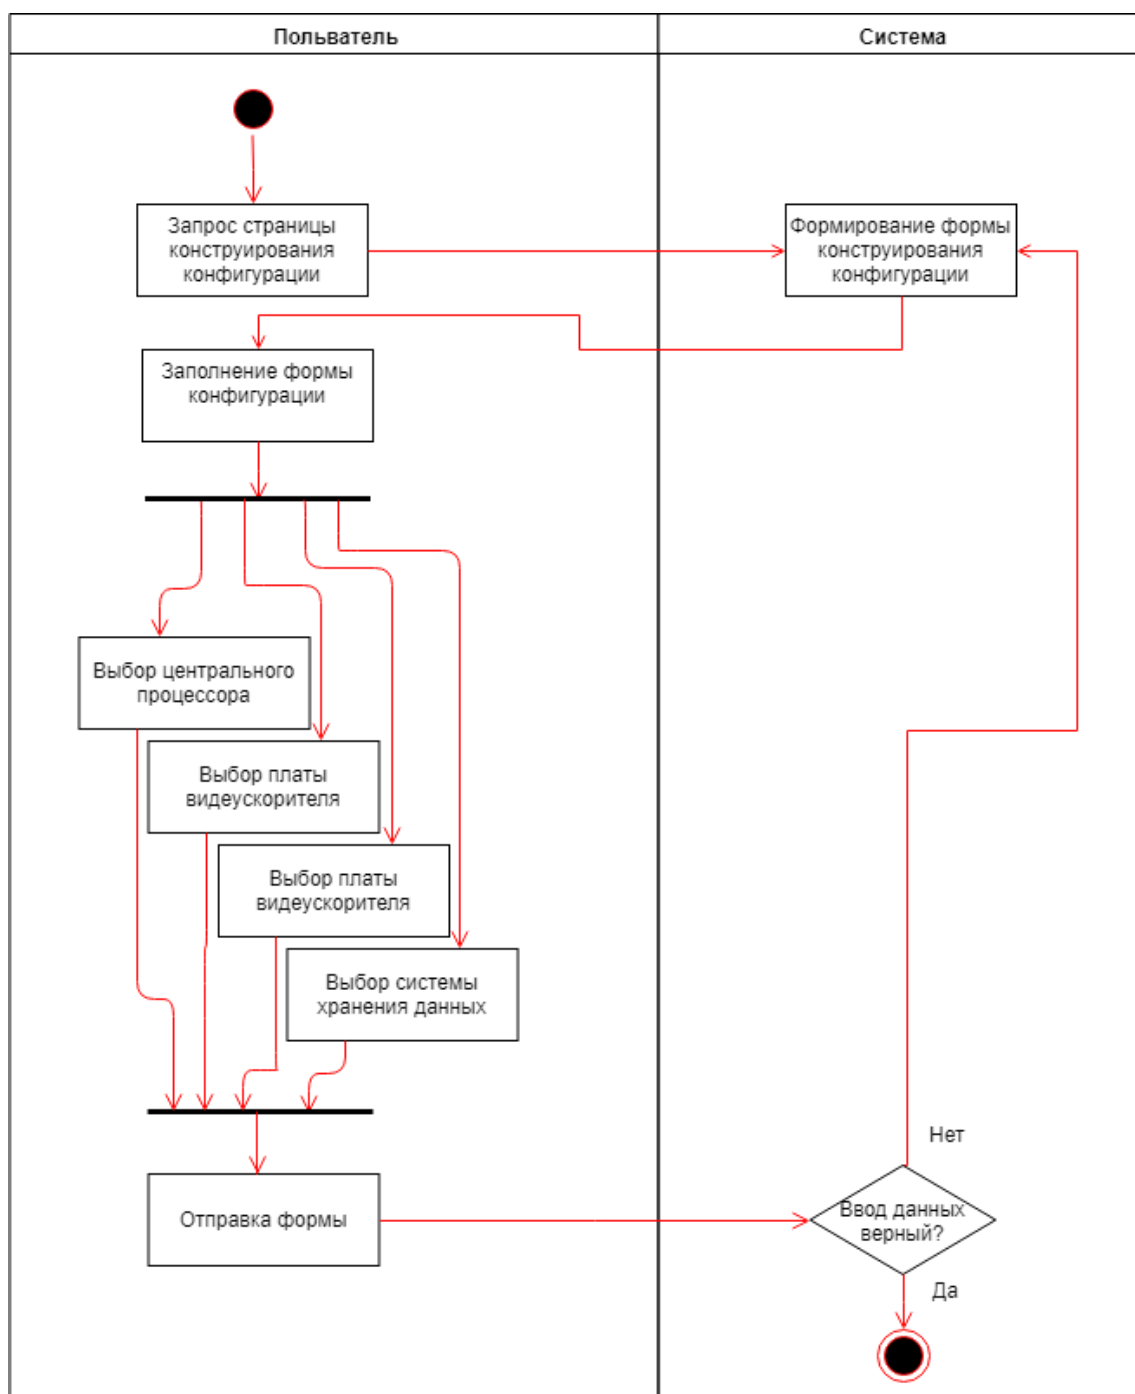 Польватель
Система
Запрос страницы
конструирования
конфигурации
Формирование формы
конструирования
конфигурации
Заполнение формы
конфигурации
Выбор центрального
процессора
Выбор платы
видеускорителя
Выбор платы
видеускорителя
Выбор системы
хранения данных
Отправка формы
Нет
Ввод данных
верный?
Да